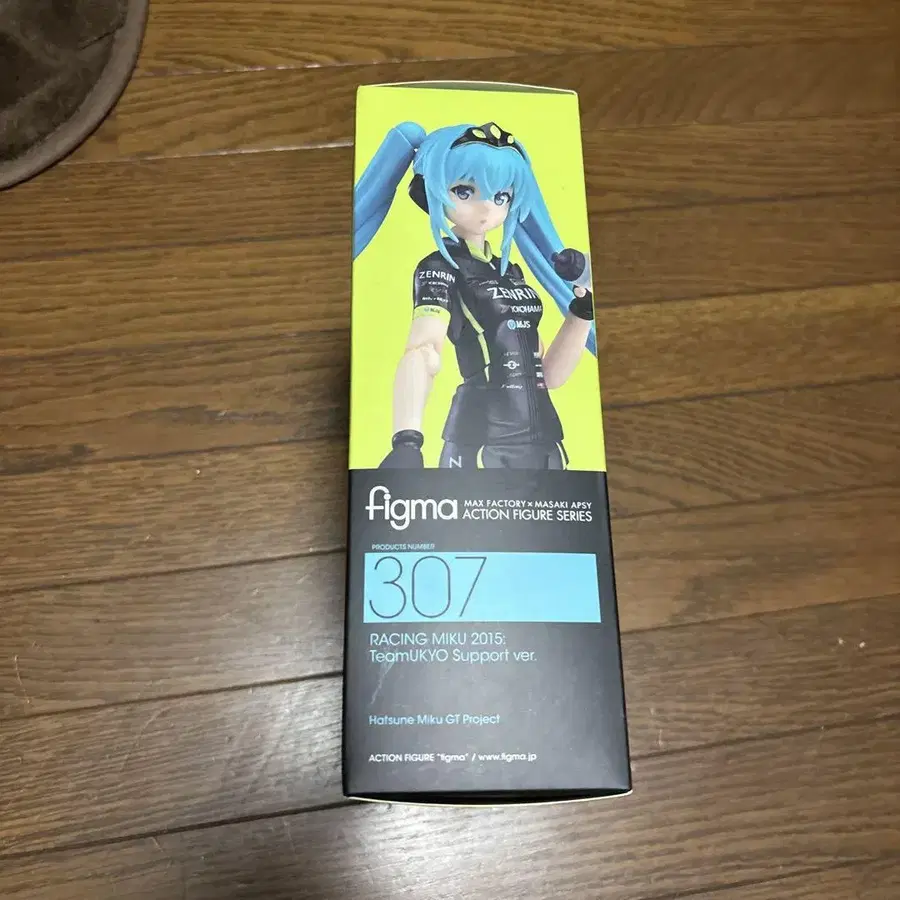 ZENRIN
ZENRIN
YOKOHAMA
MJS
figma
MAX FACTORY × MASAKI APSY
ACTION FIGURE SERIES
PRODUCTS NUMBER
307
RACING MIKU 2015:
TeamUKYO Support ver.
Hatsune Miku GT Project
ACTION FIGURE "figma" / www.figma.jp